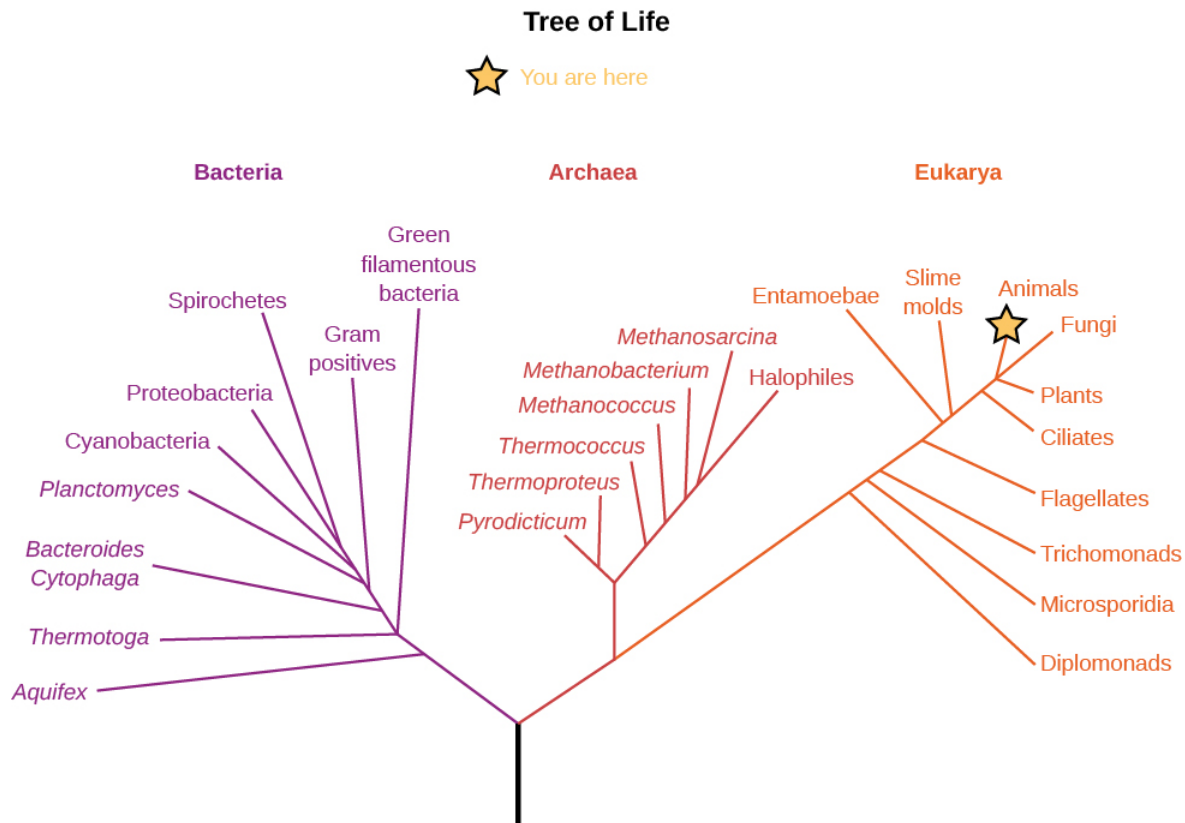 Tree of Life
You are here
Bacteria
Archaea
Eukarya
Green
filamentous
bacteria
Spirochetes
Gram
positives
Proteobacteria
Cyanobacteria
Planctomyces
Bacteroides
Cytophaga
Thermotoga
Aquifex
Methanosarcina
Methanobacterium
Halophiles
Methanococcus
Thermococcus
Thermoproteus
Pyrodicticum
Entamoebae
Slime
molds
Animals
Fungi
Plants
Ciliates
Flagellates
Trichomonads
Microsporidia
Diplomonads